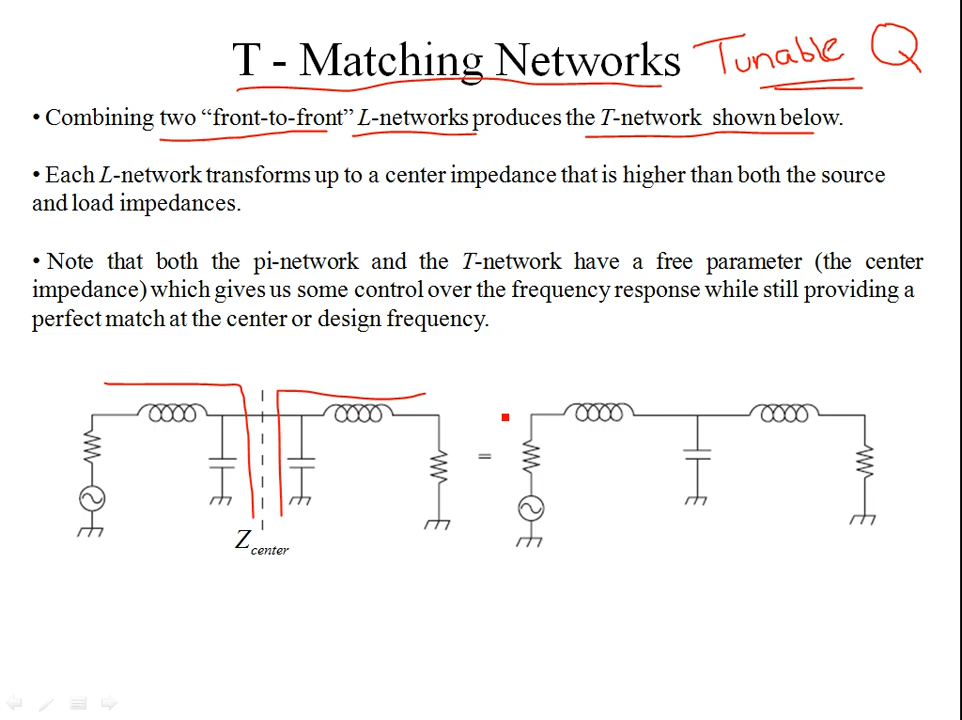 T - Matching Networks Tunable Q
• Combining two “front-to-front” L-networks produces the T-network shown below.
• Each L-network transforms up to a center impedance that is higher than both the source
and load impedances.
• Note that both the pi-network and the T-network have a free parameter (the center
impedance) which gives us some control over the frequency response while still providing a
perfect match at the center or design frequency.
=
Z center